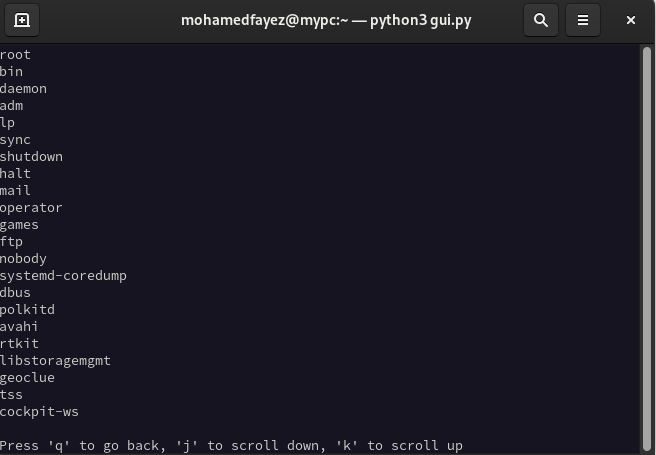 mohamedfayez@mypc:~ — python3 gui.py
root
bin
daemon
adm
lp
sync
shutdown
halt
mail
operator
games
ftp
nobody
systemd-coredump
dbus
polkitd
avahi
rtkit
libstoragemgmt
geoclue
tss
cockpit-ws
Press 'q' to go back, 'j' to scroll down, 'k' to scroll up